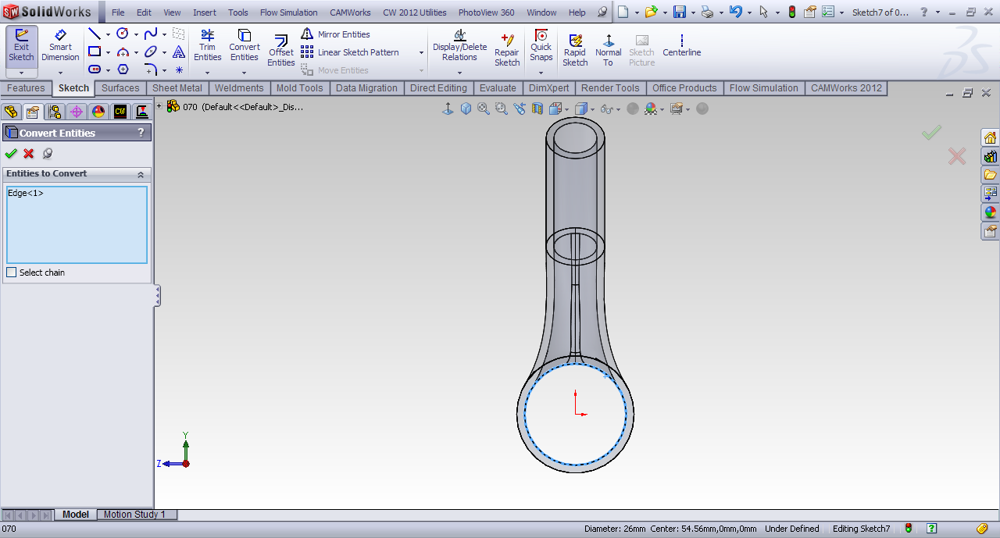 SolidWorks File Edit View Insert Tools Flow Simulation CAMWorks CW 2012 Utilities PhotoView 360 Window Help Sketch7 of 0... ?
Exit Sketch
Smart Dimension
Trim Entities
Convert Entities
Offset Entities
Mirror Entities
Linear Sketch Pattern
Move Entities
Display/Delete Relations
Repair Sketch
Quick Snaps
Rapid Sketch
Normal To
Sketch Picture
Centerline
Features Sketch Surfaces Sheet Metal Weldments Mold Tools Data Migration Direct Editing Evaluate DimXpert Render Tools Office Products Flow Simulation CAMWorks 2012
CW
070 (Default<<Default>_Dis...
Convert Entities ?
Entities to Convert
Edge<1>
Select chain
Y
Z
Model Motion Study 1
070 Diameter: 26mm Center: 54.56mm,0mm,0mm Under Defined Editing Sketch7 ?